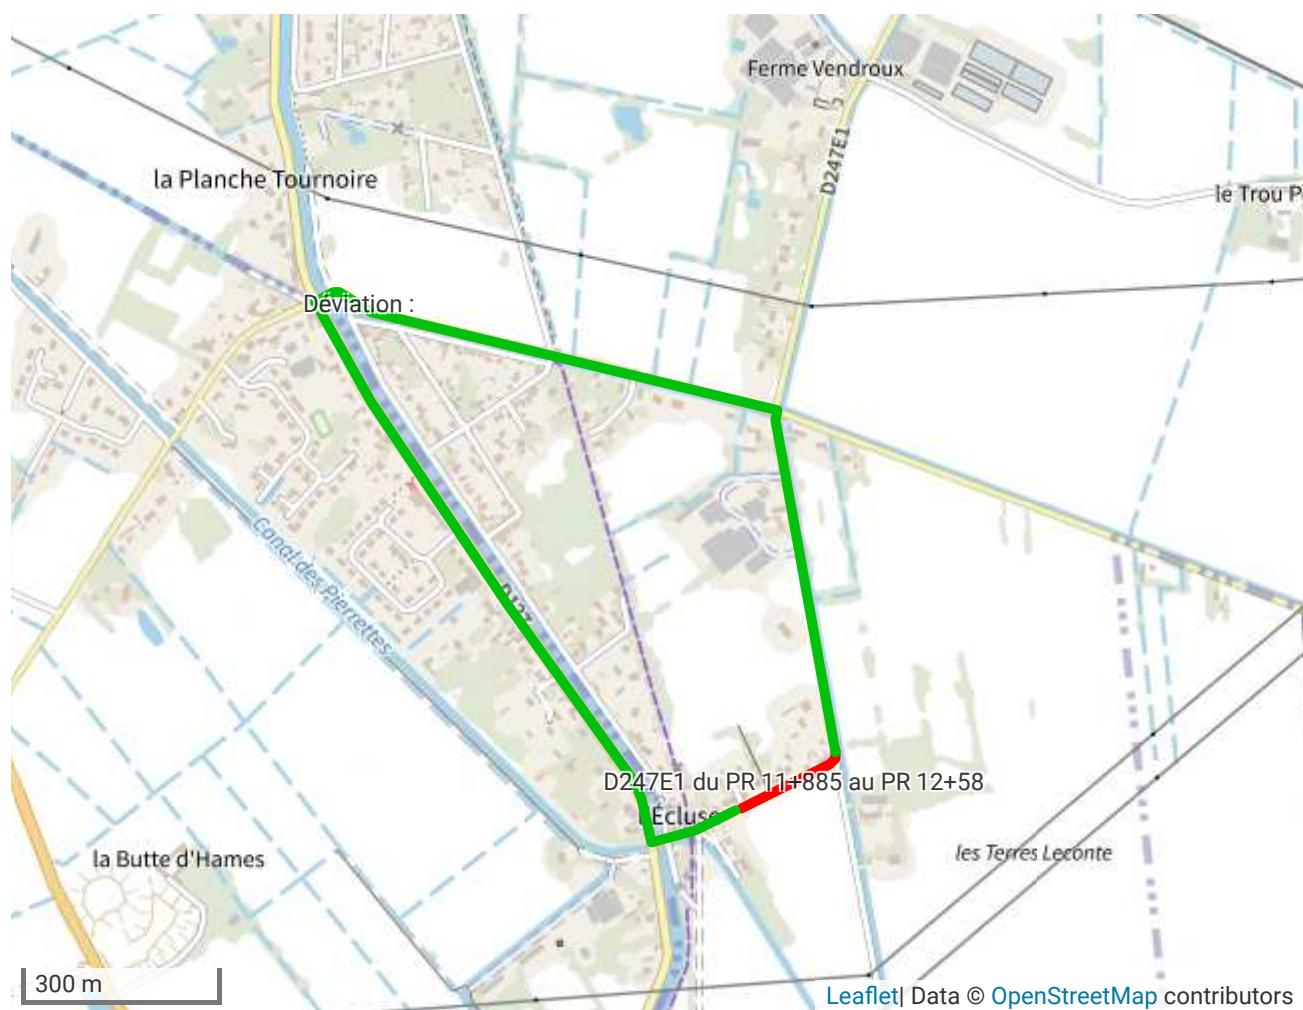 Ferme Vendroux
D247E1
la Planche Tournoire
le Trou P
Déviation :
Canal des Pierrettes
D127
D247E1 du PR 11+885 au PR 12+58
l'Écluse
les Terres Leconte
la Butte d'Hames
300 m
Leaflet | Data © OpenStreetMap contributors